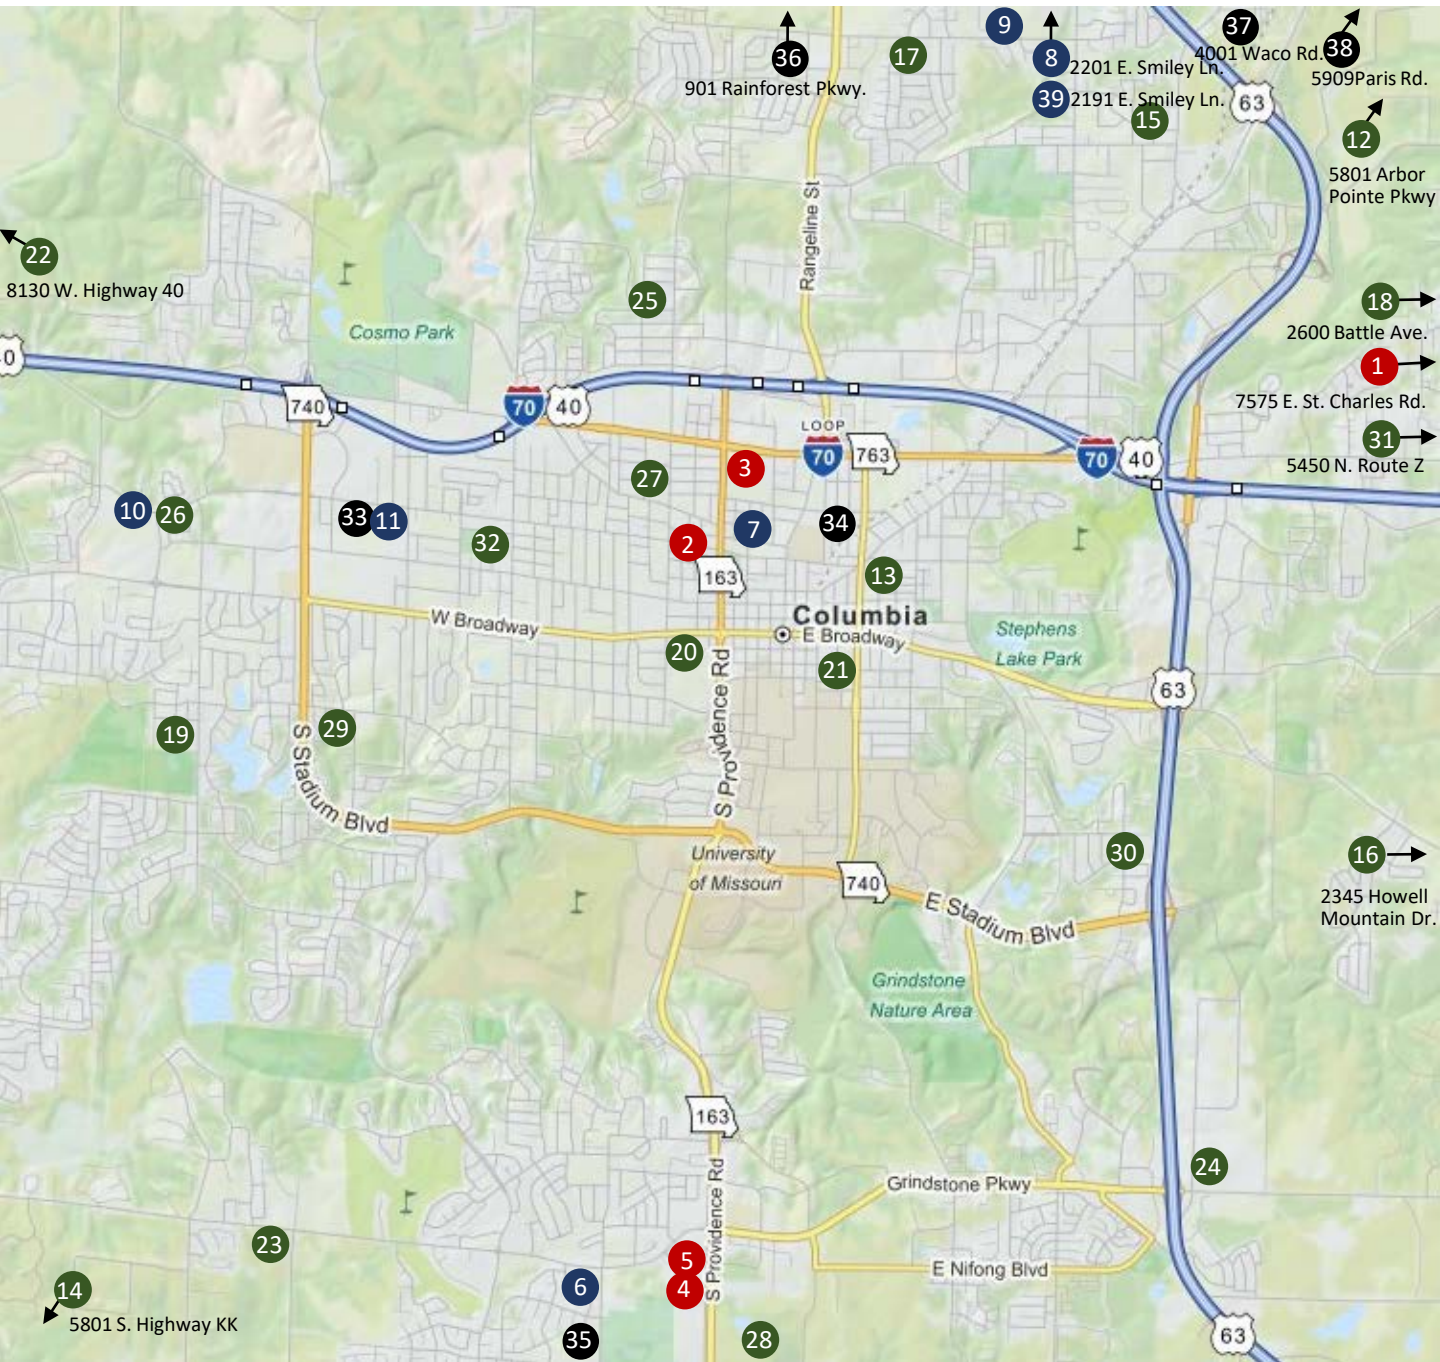 9
8
37
38
36
17
4001 Waco Rd.
2201 E. Smiley Ln.
5909Paris Rd.
901 Rainforest Pkwy.
39
2191 E. Smiley Ln.
63
15
12
5801 Arbor
Pointe Pkwy
Rangeline St
22
8130 W. Highway 40
25
18
2600 Battle Ave.
Cosmo Park
0
1
7575 E. St. Charles Rd.
740
70
40
LOOP
70
763
70
40
31
5450 N. Route Z
3
27
10
26
33
11
32
2
7
34
163
13
Columbia
W Broadway
E Broadway
Stephens
Lake Park
20
21
63
S Providence Rd
19
29
S Stadium Blvd
University
of Missouri
740
30
16
2345 Howell
Mountain Dr.
E Stadium Blvd
Grindstone
Nature Area
163
24
Grindstone Pkwy
S Providence Rd
23
5
E Nifong Blvd
14
6
4
5801 S. Highway KK
35
28
63